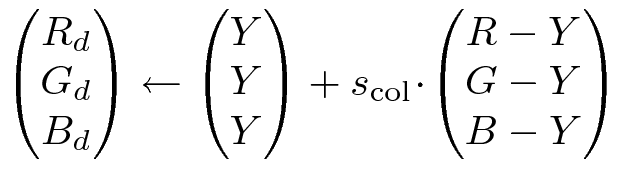 R_d Y R − Y
G_d ← Y + s_col · G − Y
B_d Y B − Y